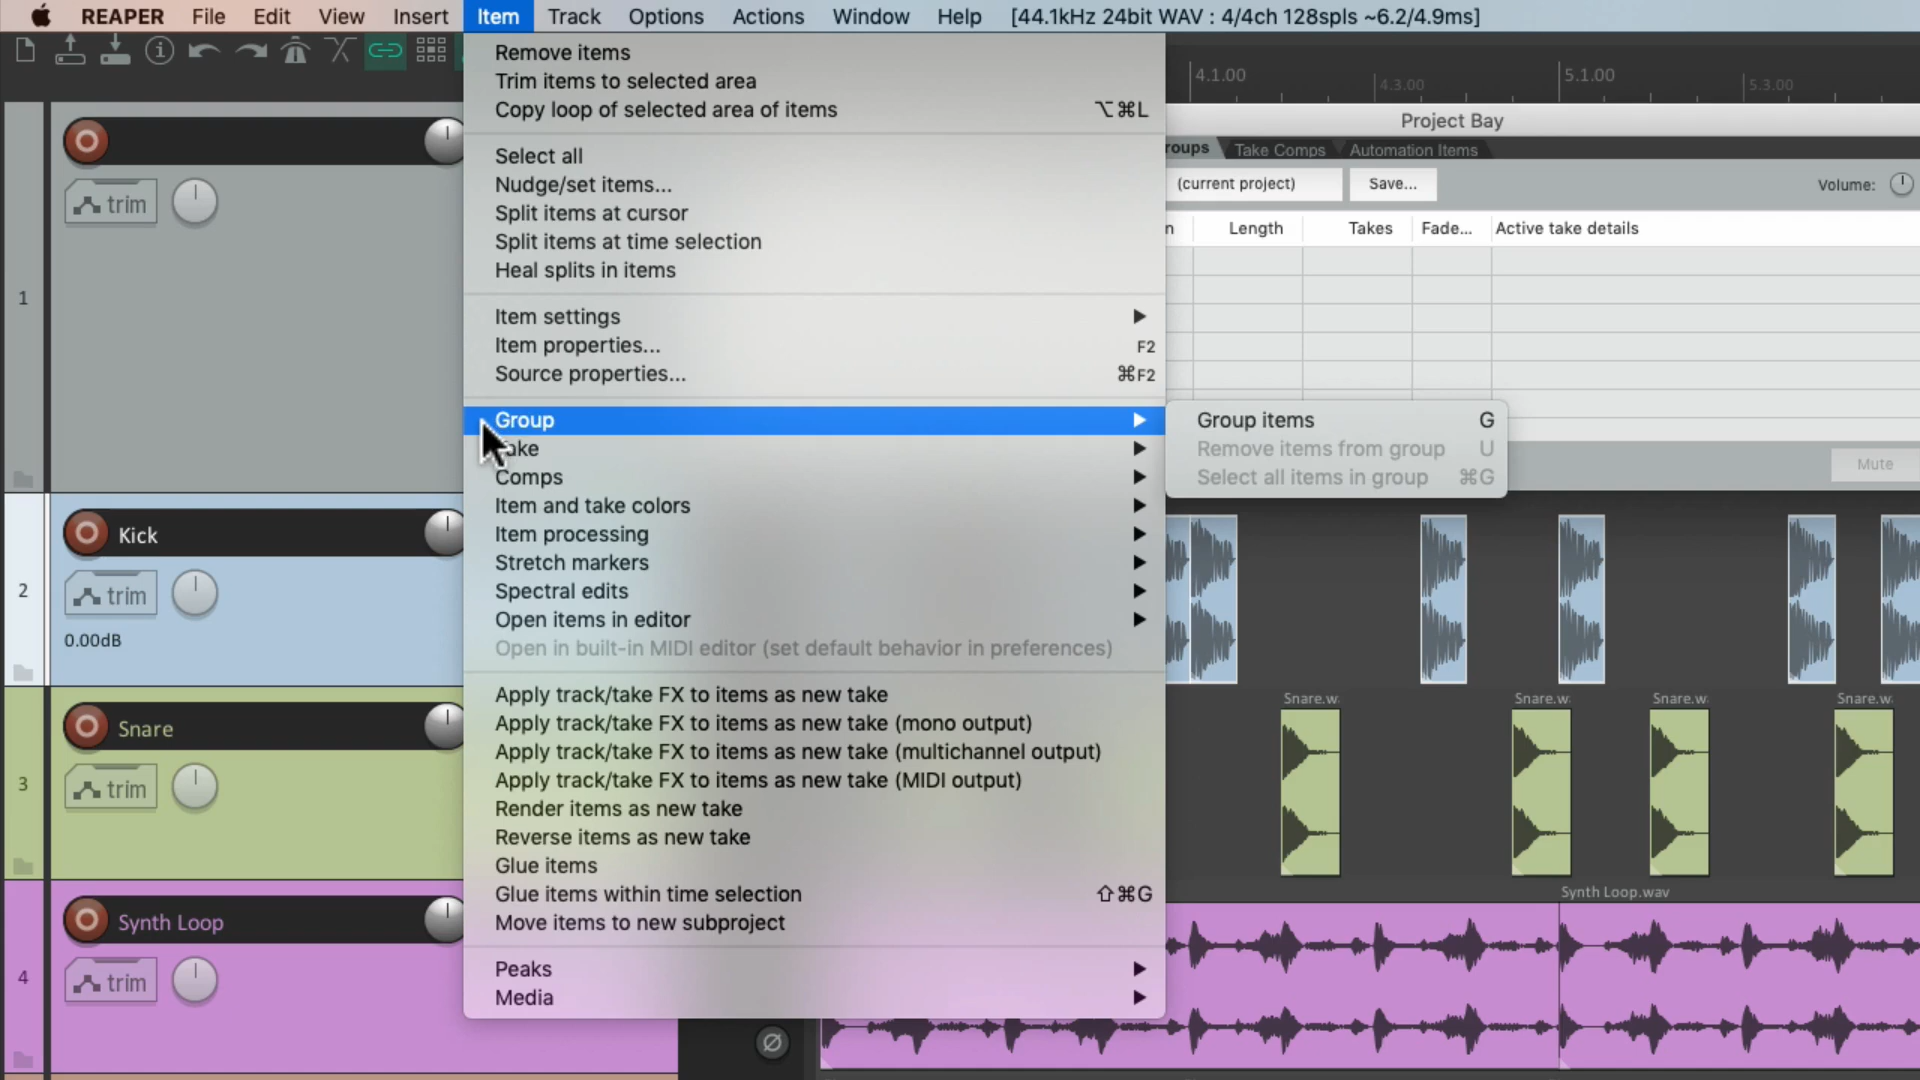 REAPER File Edit View Insert Item Track Options Actions Window Help [44.1kHz 24bit WAV : 4/4ch 128spls ~6.2/4.9ms]
Remove items
Trim items to selected area
Copy loop of selected area of items ⌥⌘L
Select all
Nudge/set items...
Split items at cursor
Split items at time selection
Heal splits in items
Item settings
Item properties... F2
Source properties... ⌘F2
Group
ake
Comps
Item and take colors
Item processing
Stretch markers
Spectral edits
Open items in editor
Open in built-in MIDI editor (set default behavior in preferences)
Apply track/take FX to items as new take
Apply track/take FX to items as new take (mono output)
Apply track/take FX to items as new take (multichannel output)
Apply track/take FX to items as new take (MIDI output)
Render items as new take
Reverse items as new take
Glue items
Glue items within time selection ⇧⌘G
Move items to new subproject
Peaks
Media
Group items G
Remove items from group U
Select all items in group ⌘G
4.1.00 4.3.00 5.1.00 5.3.00
Project Bay
roups Take Comps Automation Items
(current project) Save... Volume:
n Length Takes Fade... Active take details
Mute
1
trim
2
Kick
trim
0.00dB
3
Snare
trim
4
Synth Loop
trim
Snare.w Snare.w Snare.w Snare.w
Synth Loop.wav